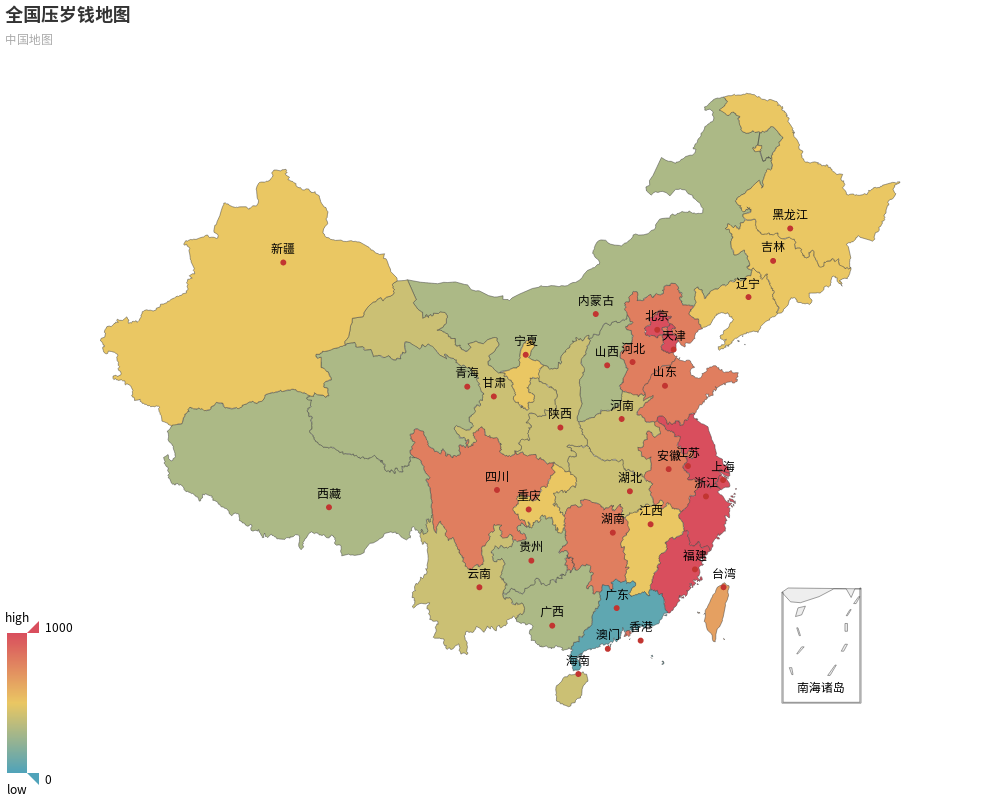 全国压岁钱地图
中国地图
黑龙江
新疆
吉林
辽宁
内蒙古
北京
天津
宁夏
山西
河北
青海
甘肃
山东
河南
陕西
安徽
江苏
上海
四川
湖北
浙江
西藏
重庆
江西
湖南
贵州
福建
云南
台湾
广东
广西
香港
澳门
海南
南海诸岛
high
1000
0
low